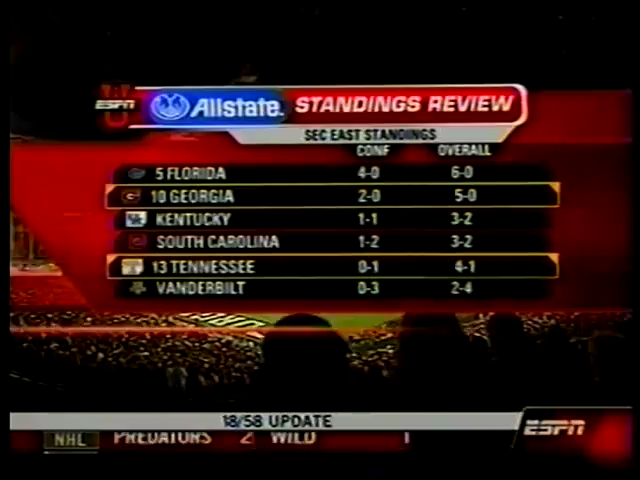 ESPN Allstate. STANDINGS REVIEW
SEC EAST STANDINGS
CONF OVERALL
5 FLORIDA 4-0 6-0
10 GEORGIA 2-0 5-0
KENTUCKY 1-1 3-2
SOUTH CAROLINA 1-2 3-2
13 TENNESSEE 0-1 4-1
VANDERBILT 0-3 2-4
18/58 UPDATE ESPN
NHL PREDATORS 2 WILD 1